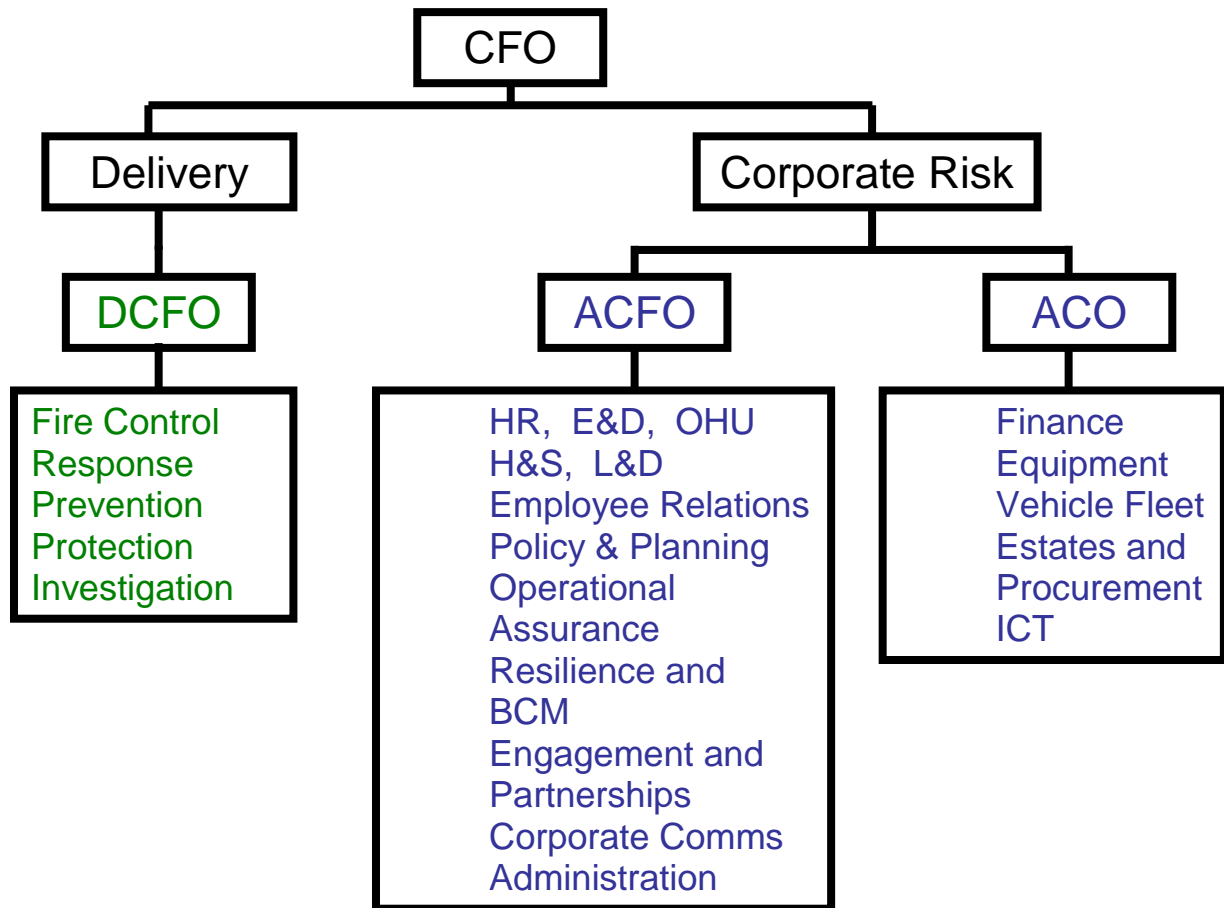 CFO
Delivery
Corporate Risk
DCFO
ACFO
ACO
Fire Control
Response
Prevention
Protection
Investigation
HR, E&D, OHU
H&S, L&D
Employee Relations
Policy & Planning
Operational
Assurance
Resilience and
BCM
Engagement and
Partnerships
Corporate Comms
Administration
Finance
Equipment
Vehicle Fleet
Estates and
Procurement
ICT